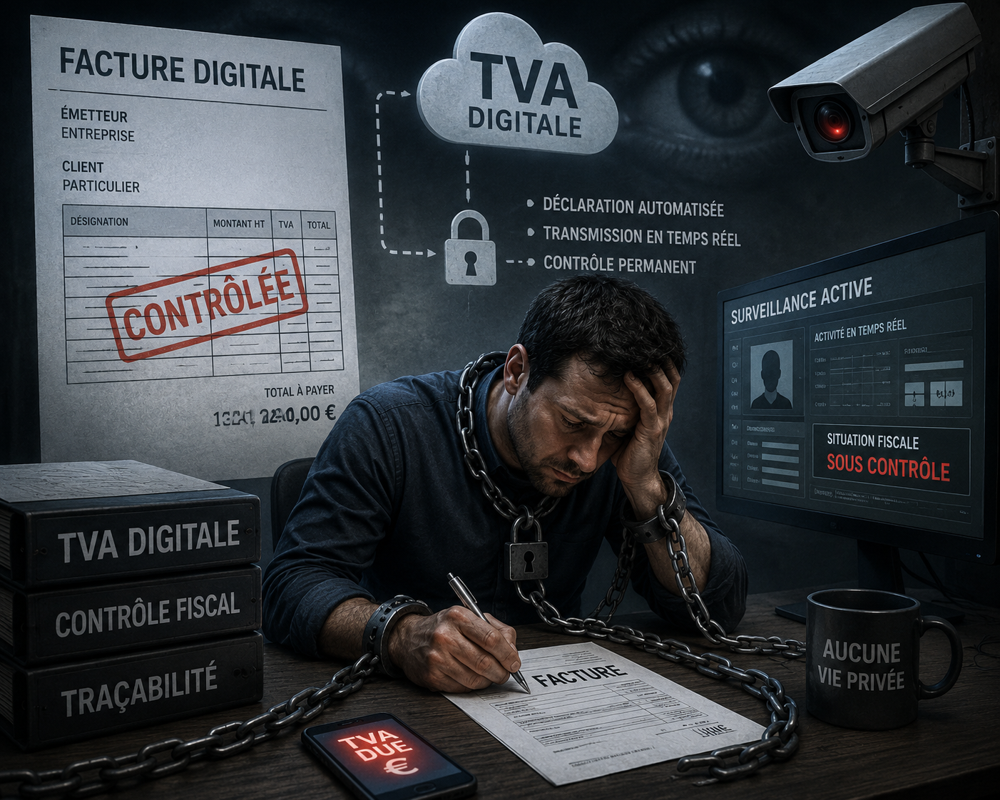 FACTURE DIGITALE
ÉMETTEUR
ENTREPRISE
CLIENT
PARTICULIER
DÉSIGNATION MONTANT HT TVA TOTAL
CONTRÔLÉE
TOTAL À PAYER
TVA
DIGITALE
DÉCLARATION AUTOMATISÉE
TRANSMISSION EN TEMPS RÉEL
CONTRÔLE PERMANENT
SURVEILLANCE ACTIVE
ACTIVITÉ EN TEMPS RÉEL
SITUATION FISCALE
SOUS CONTRÔLE
TVA DIGITALE
CONTRÔLE FISCAL
TRAÇABILITÉ
FACTURE
TVA
DUE
€
AUCUNE
VIE PRIVÉE